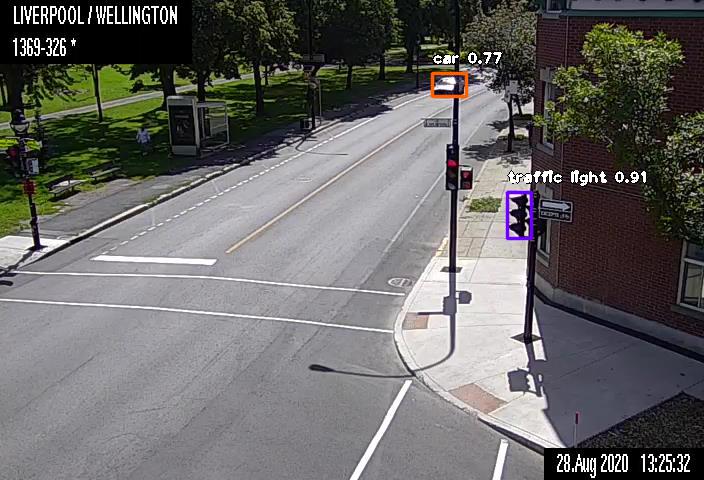 LIVERPOOL / WELLINGTON
1369-326 *
car 0.77
traffic light 0.91
28.Aug 2020 13:25:32